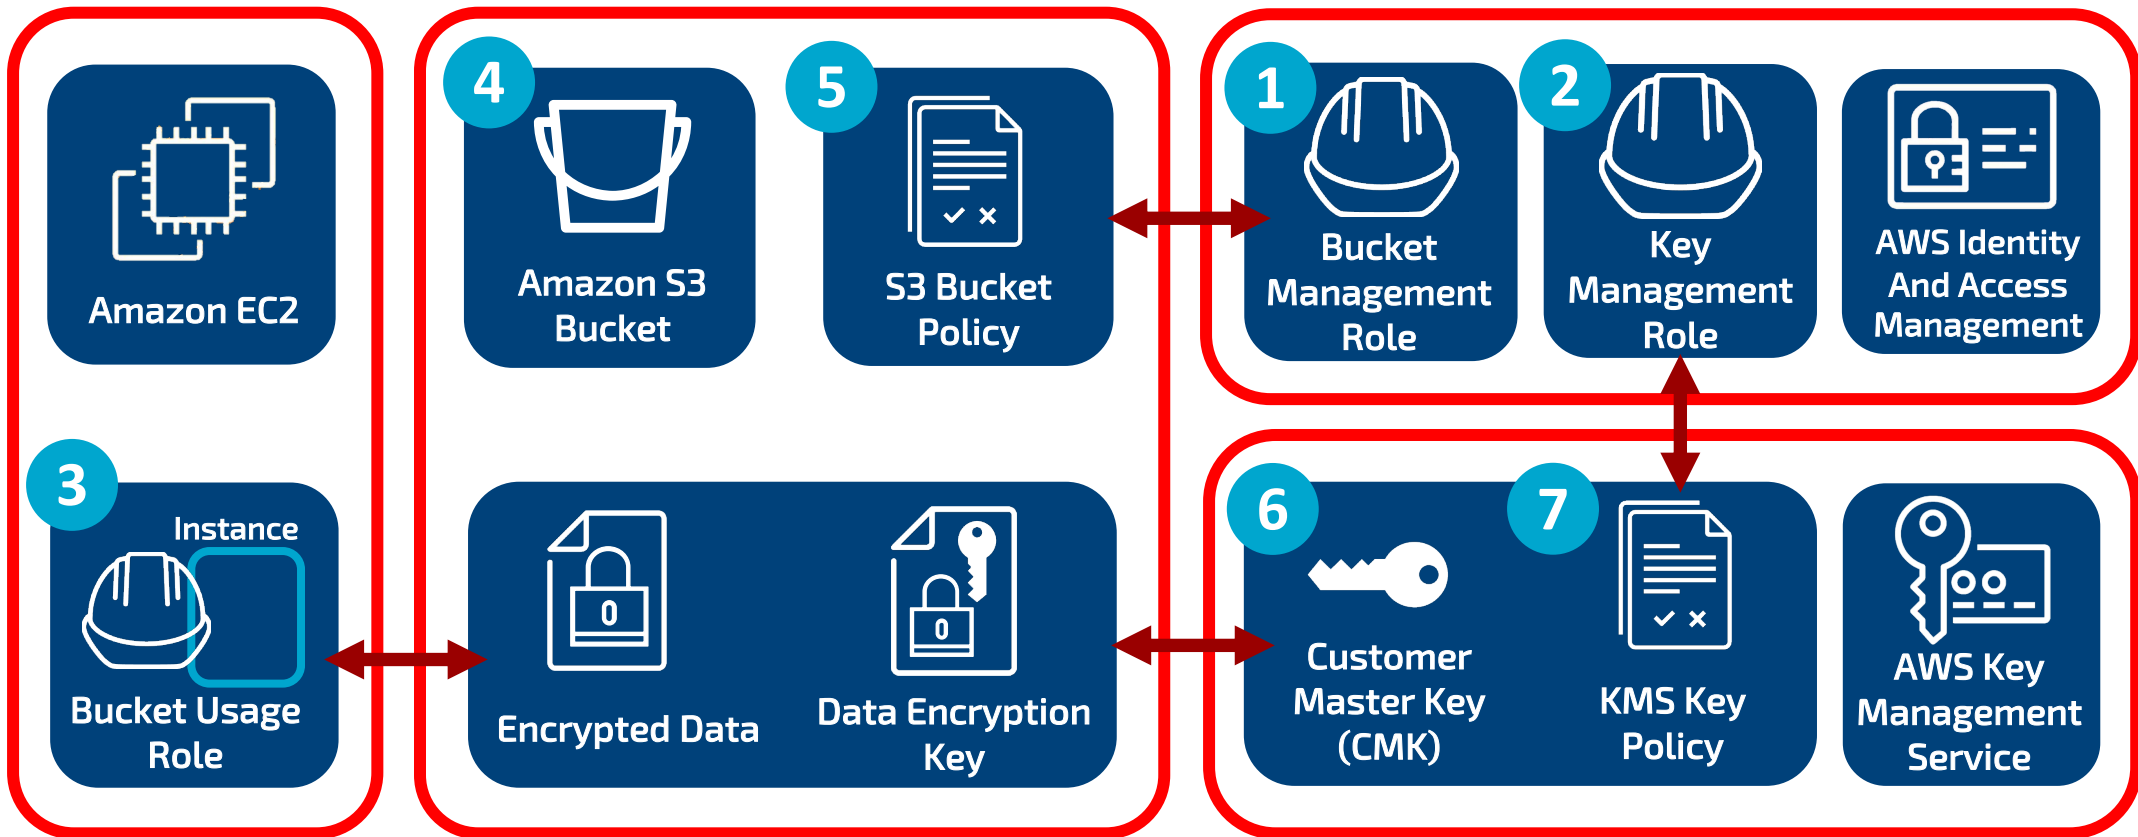 Amazon EC2
3
Instance
Bucket Usage
Role
4
Amazon S3
Bucket
5
S3 Bucket
Policy
Encrypted Data
Data Encryption
Key
1
Bucket
Management
Role
2
Key
Management
Role
AWS Identity
And Access
Management
6
Customer
Master Key
(CMK)
7
KMS Key
Policy
AWS Key
Management
Service